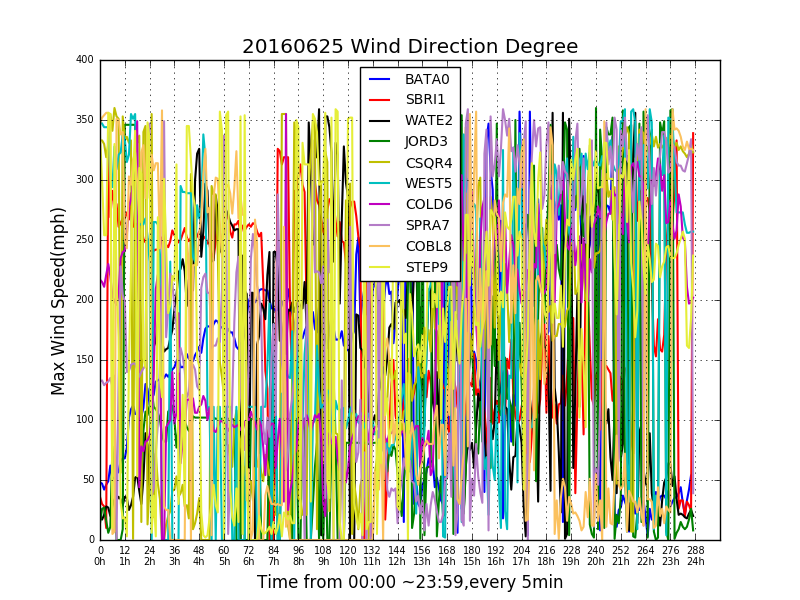 20160625 Wind Direction Degree
400
350
300
250
200
150
100
50
0
Max Wind Speed(mph)
BATA0
SBRI1
WATE2
JORD3
CSQR4
WEST5
COLD6
SPRA7
COBL8
STEP9
0 12 24 36 48 60 72 84 96 108 120 132 144 156 168 180 192 204 216 228 240 252 264 276 288
0h 1h 2h 3h 4h 5h 6h 7h 8h 9h 10h 11h 12h 13h 14h 15h 16h 17h 18h 19h 20h 21h 22h 23h 24h
Time from 00:00 ~23:59,every 5min